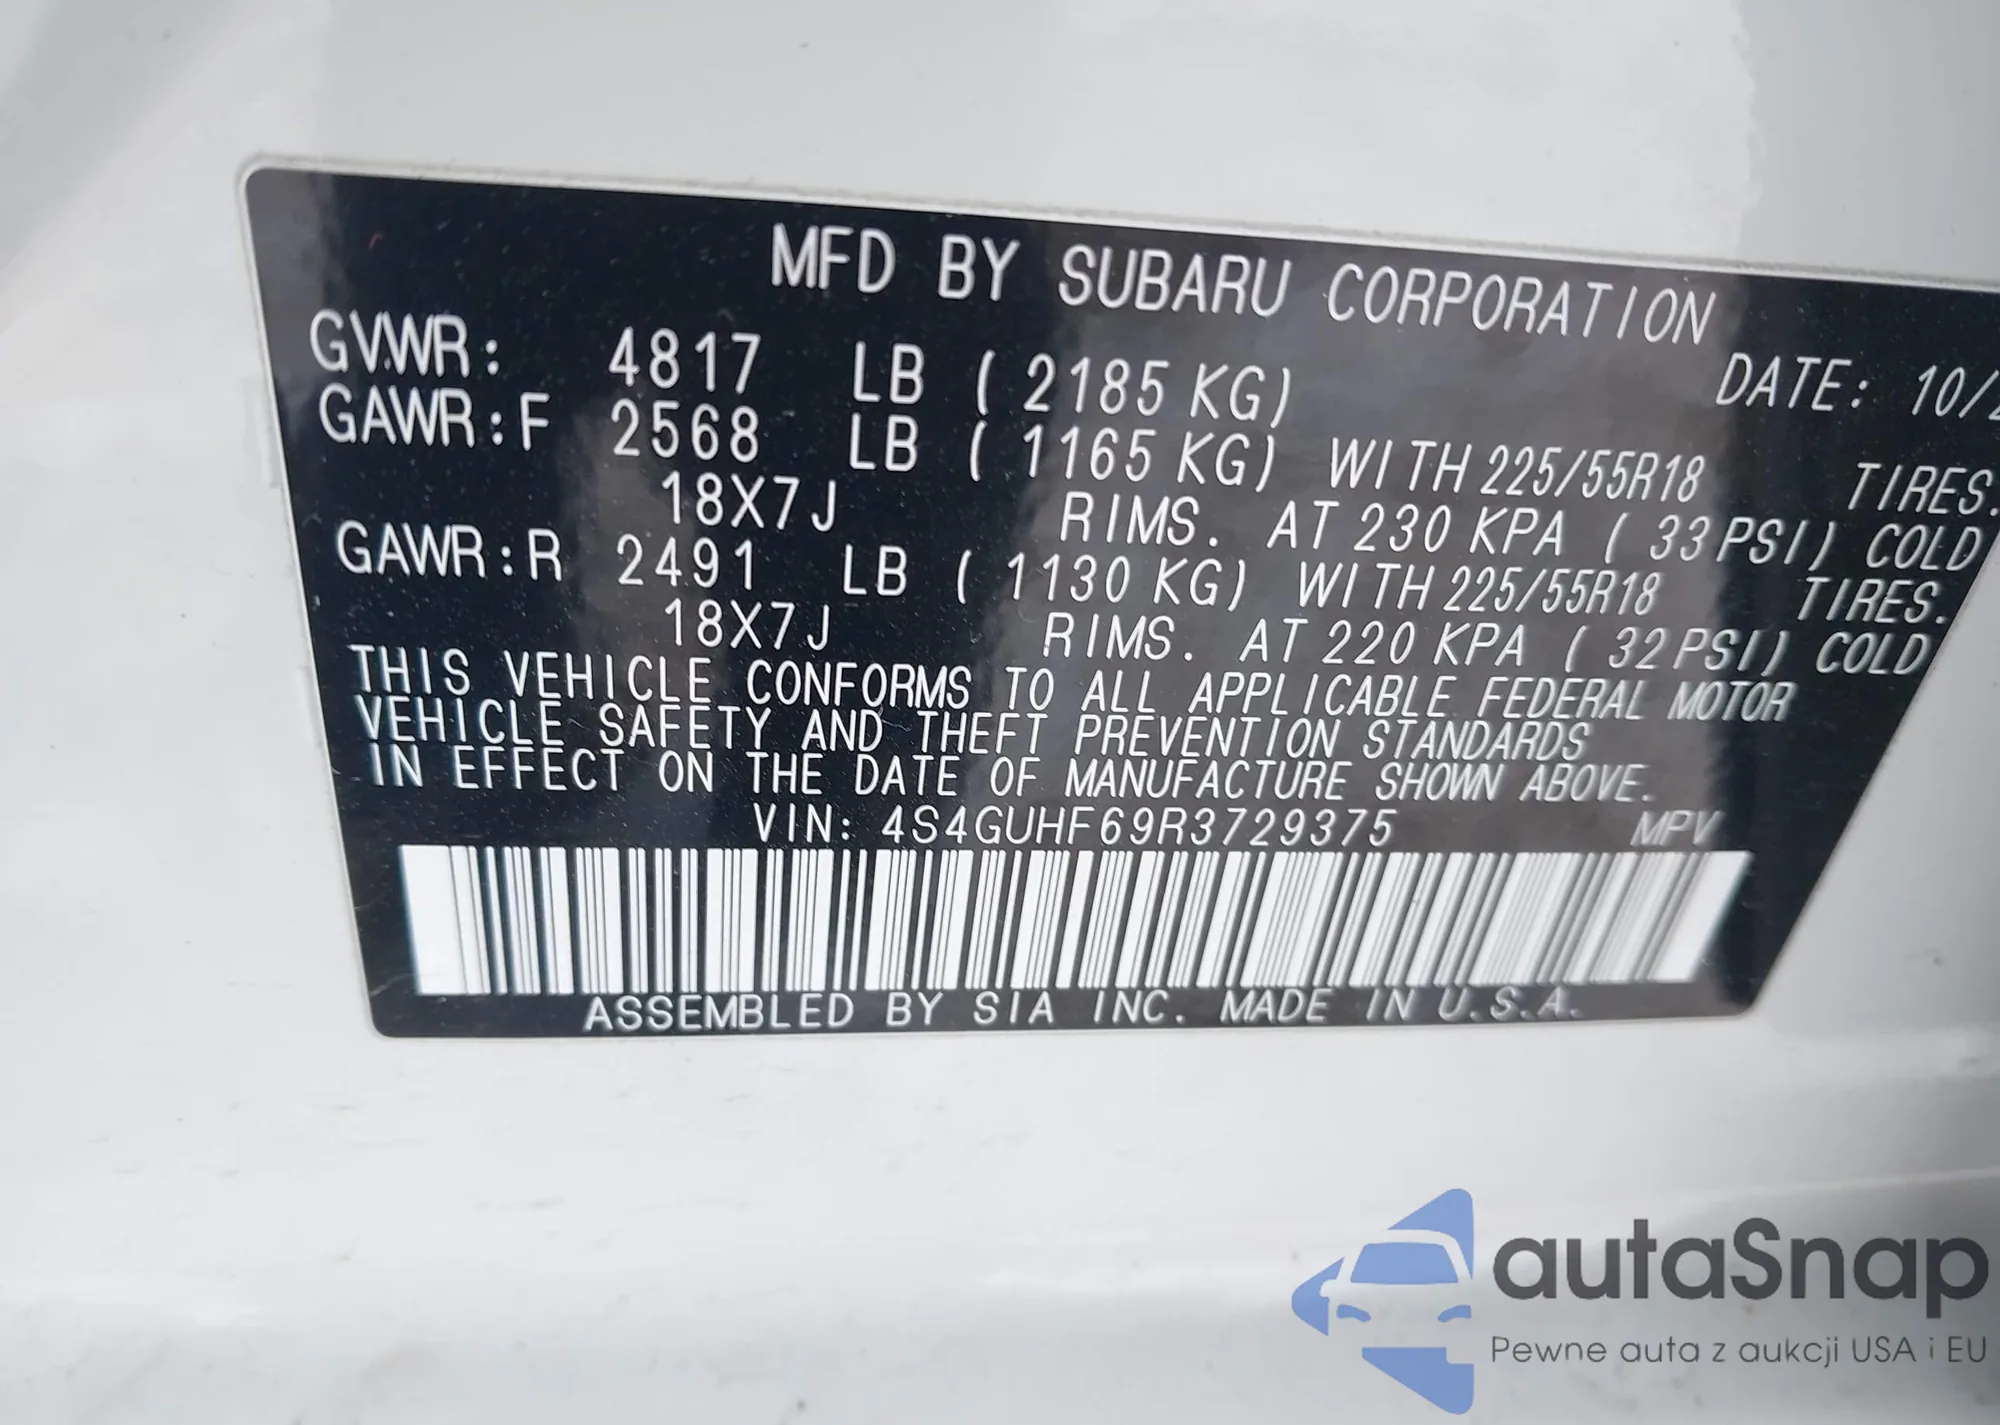 MFD BY SUBARU CORPORATION
GVWR: 4817 LB ( 2185 KG) DATE: 10/2
GAWR:F 2568 LB ( 1165 KG) WITH 225/55R18 TIRES.
18X7J RIMS. AT 230 KPA ( 33 PSI) COLD
GAWR:R 2491 LB ( 1130 KG) WITH 225/55R18 TIRES.
18X7J RIMS. AT 220 KPA ( 32 PSI) COLD
THIS VEHICLE CONFORMS TO ALL APPLICABLE FEDERAL MOTOR
VEHICLE SAFETY AND THEFT PREVENTION STANDARDS
IN EFFECT ON THE DATE OF MANUFACTURE SHOWN ABOVE.
VIN: 4S4GUHF69R3729375 MPV
ASSEMBLED BY SIA INC. MADE IN U.S.A.
autaSnap
Pewne auta z aukcji USA i EU